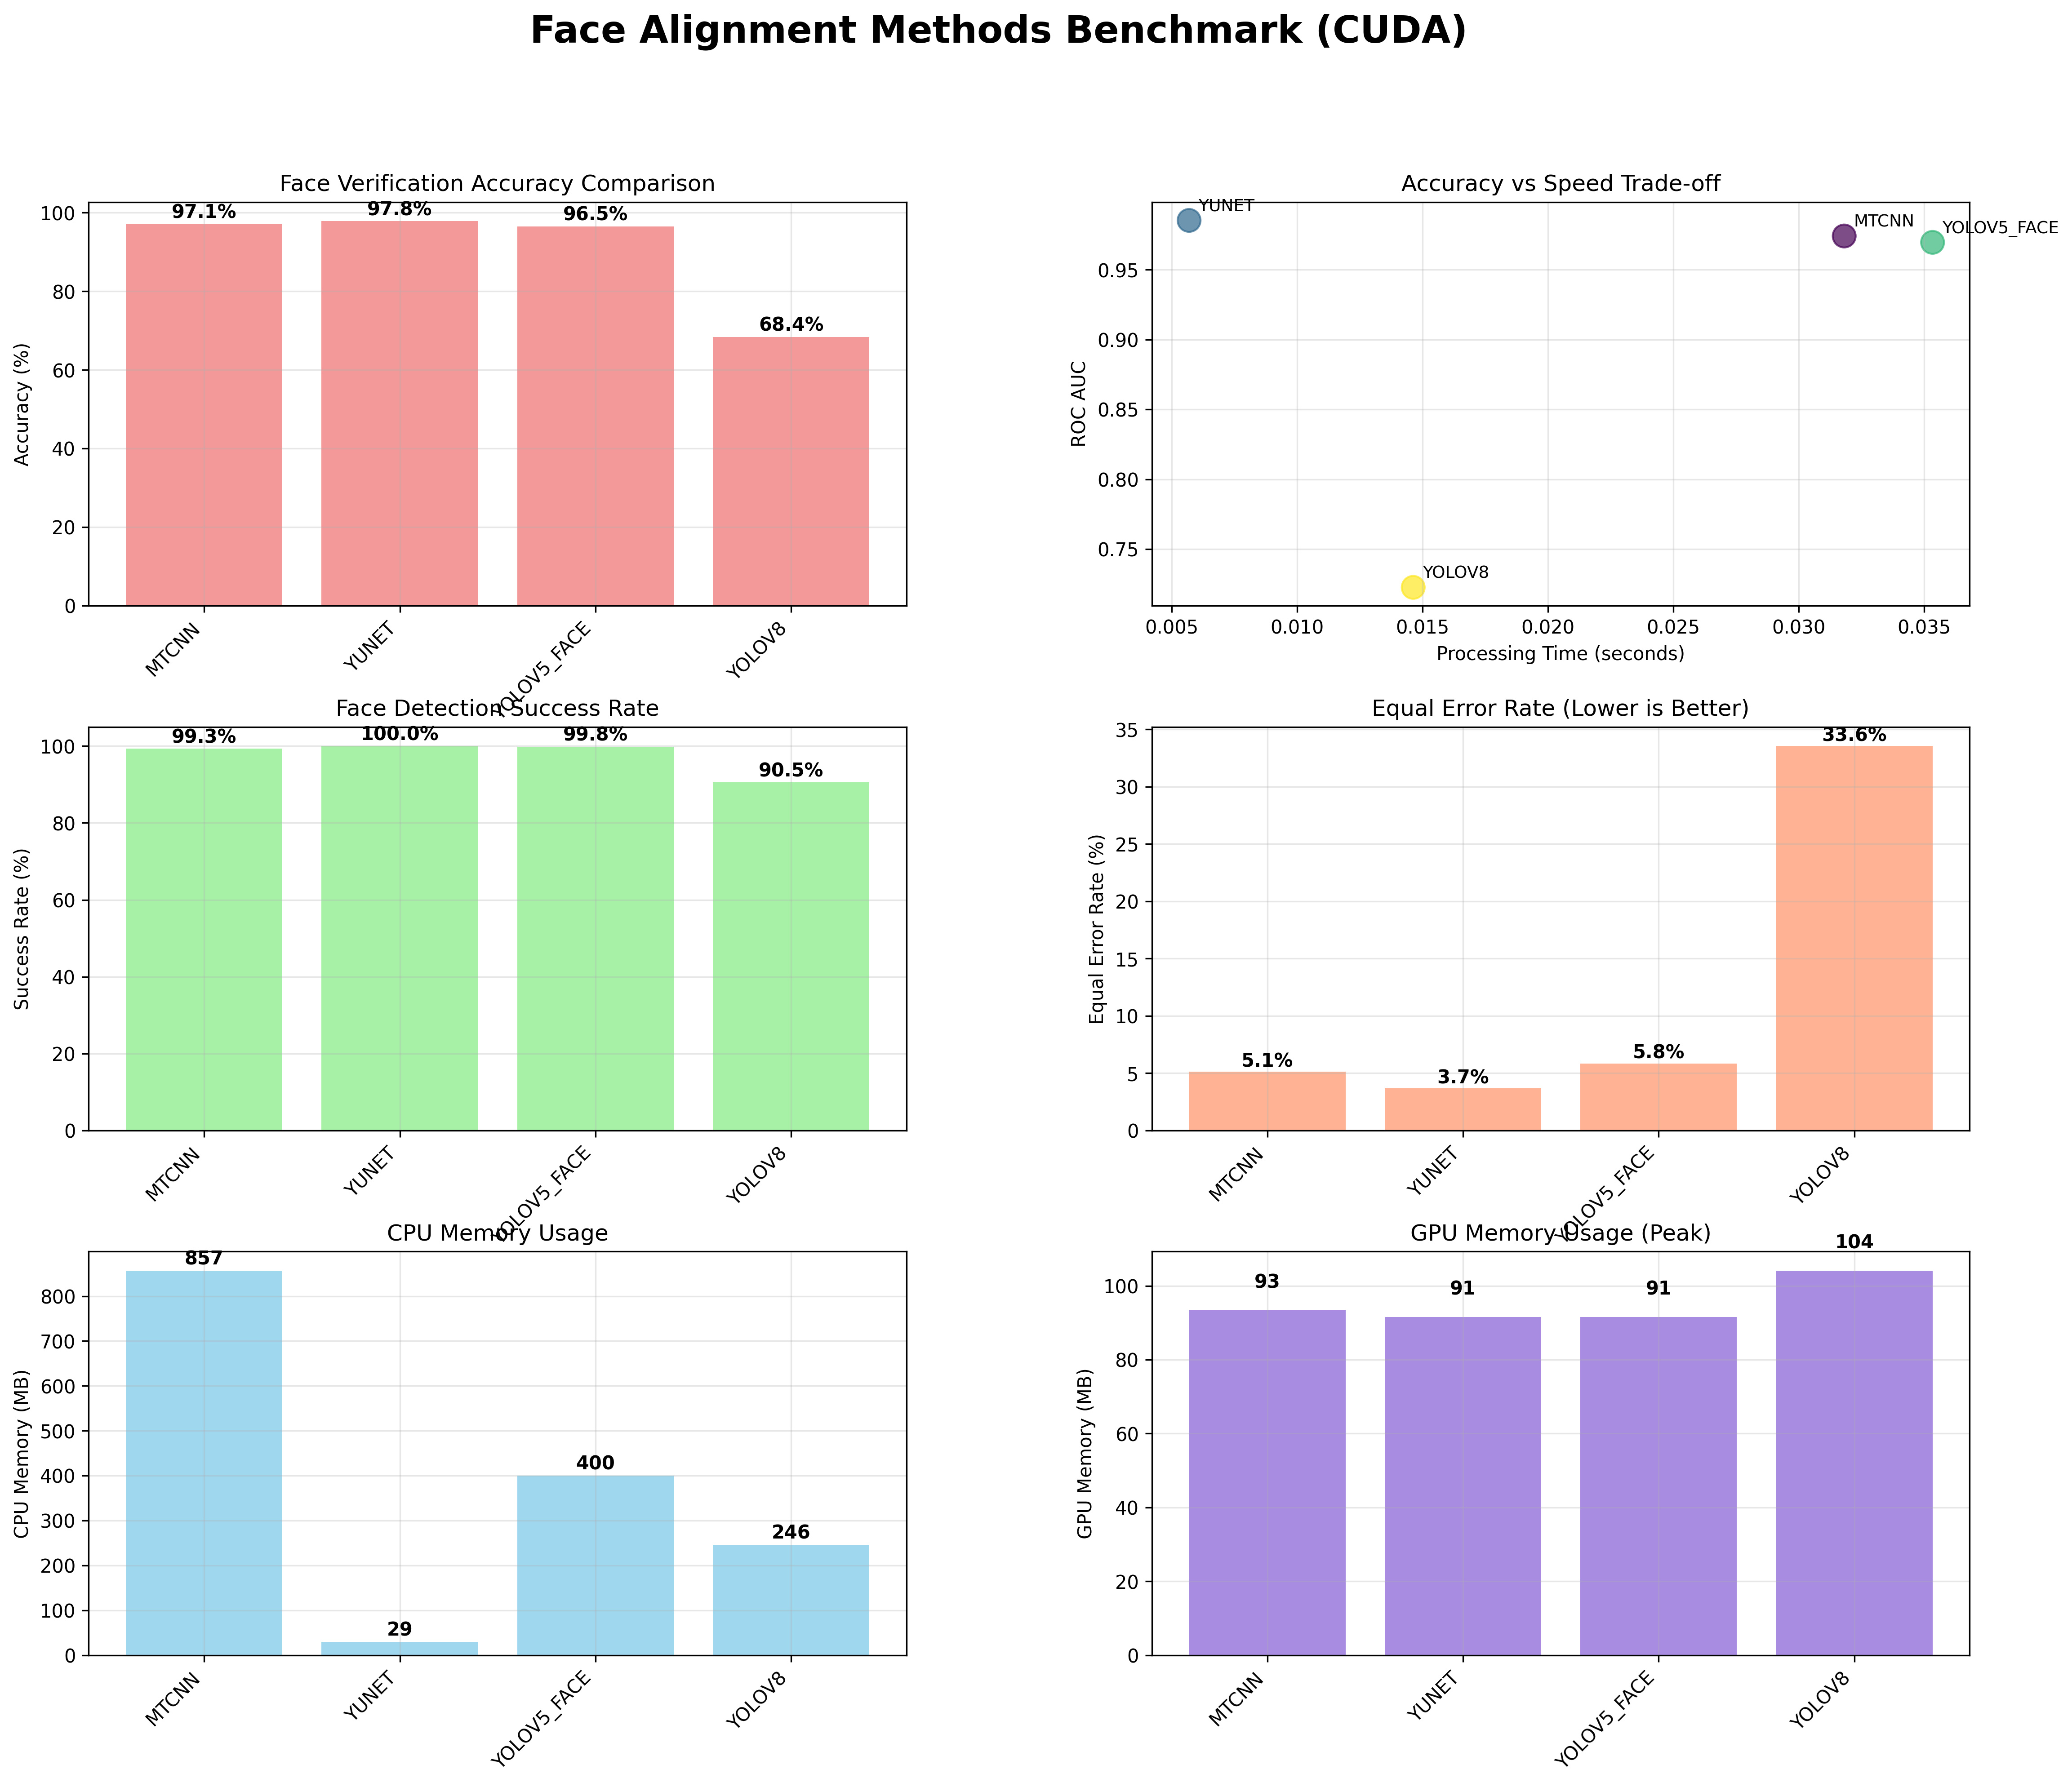 Face Alignment Methods Benchmark (CUDA)
Face Verification Accuracy Comparison
Accuracy (%)
100
80
60
40
20
0
97.1%
97.8%
96.5%
68.4%
MTCNN
YUNET
YOLOV5_FACE
YOLOV8
Accuracy vs Speed Trade-off
ROC AUC
0.95
0.90
0.85
0.80
0.75
YUNET
MTCNN
YOLOV5_FACE
YOLOV8
0.005
0.010
0.015
0.020
0.025
0.030
0.035
Processing Time (seconds)
Face Detection Success Rate
Success Rate (%)
100
80
60
40
20
0
99.3%
100.0%
99.8%
90.5%
MTCNN
YUNET
YOLOV5_FACE
YOLOV8
Equal Error Rate (Lower is Better)
Equal Error Rate (%)
35
30
25
20
15
10
5
0
5.1%
3.7%
5.8%
33.6%
MTCNN
YUNET
YOLOV5_FACE
YOLOV8
CPU Memory Usage
CPU Memory (MB)
800
700
600
500
400
300
200
100
0
857
29
400
246
MTCNN
YUNET
YOLOV5_FACE
YOLOV8
GPU Memory Usage (Peak)
GPU Memory (MB)
100
80
60
40
20
0
93
91
91
104
MTCNN
YUNET
YOLOV5_FACE
YOLOV8